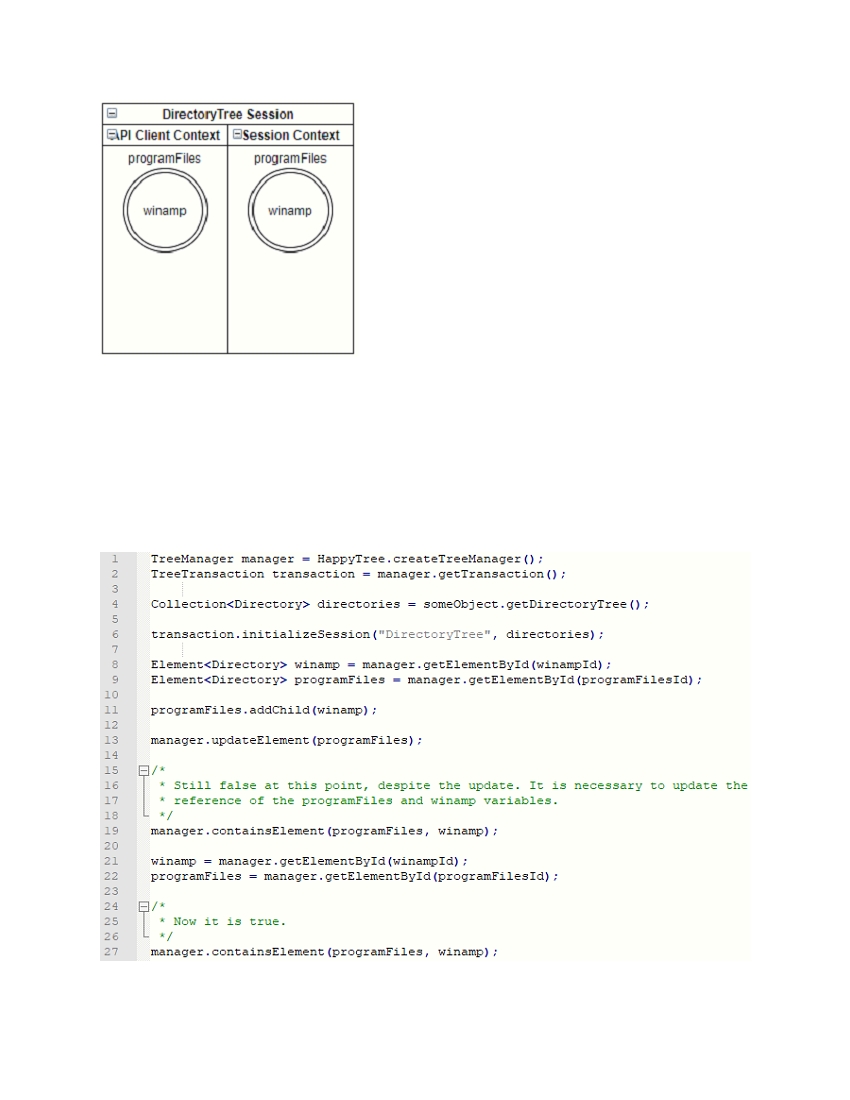 DirectoryTree Session
API Client Context
Session Context
programFiles
programFiles
winamp
winamp
1 TreeManager manager = HappyTree.createTreeManager();
2 TreeTransaction transaction = manager.getTransaction();
3
4 Collection<Directory> directories = someObject.getDirectoryTree();
5
6 transaction.initializeSession("DirectoryTree", directories);
7
8 Element<Directory> winamp = manager.getElementById(winampId);
9 Element<Directory> programFiles = manager.getElementById(programFilesId);
10
11 programFiles.addChild(winamp);
12
13 manager.updateElement(programFiles);
14
15 /*
16 * Still false at this point, despite the update. It is necessary to update the
17 * reference of the programFiles and winamp variables.
18 */
19 manager.containsElement(programFiles, winamp);
20
21 winamp = manager.getElementById(winampId);
22 programFiles = manager.getElementById(programFilesId);
23
24 /*
25 * Now it is true.
26 */
27 manager.containsElement(programFiles, winamp);